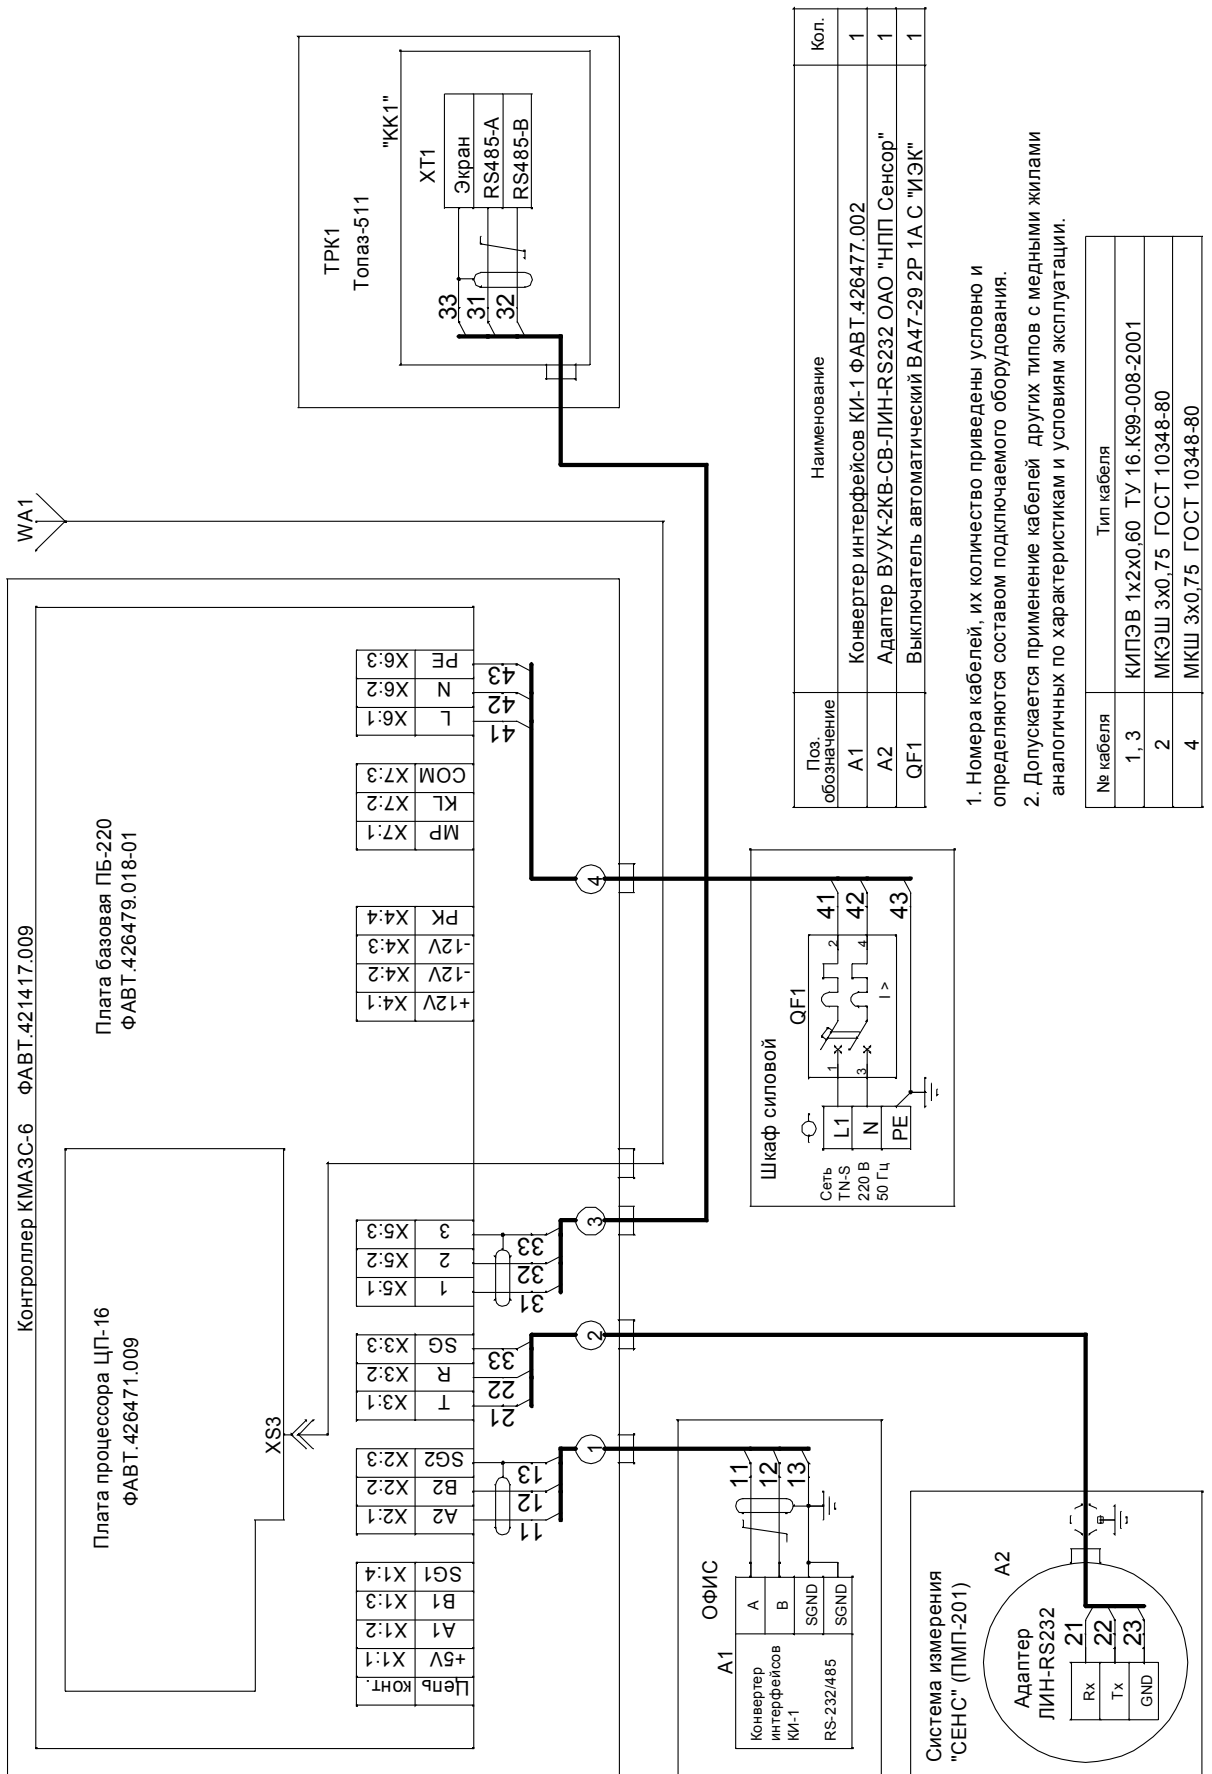 Контроллер КМАЗС-6 ФАВТ.421417.009
Плата процессора ЦП-16
ФАВТ.426471.009
Плата базовая ПБ-220
ФАВТ.426479.018-01
XS3
WA1
Цепь конт.
+5V X1:1
A1 X1:2
B1 X1:3
SG1 X1:4
A2 X2:1
B2 X2:2
SG2 X2:3
T X3:1
R X3:2
SG X3:3
1 X5:1
2 X5:2
3 X5:3
+12V X4:1
-12V X4:2
-12V X4:3
PK X4:4
MP X7:1
KL X7:2
COM X7:3
L X6:1
N X6:2
PE X6:3
11
12
13
21
22
33
31
32
33
41
42
43
1
2
3
4
ТРК1
Топаз-511
"КК1"
XT1
Экран
RS485-A
RS485-B
33
31
32
ОФИС
A1
Конвертер
интерфейсов
КИ-1
RS-232/485
A
B
SGND
SGND
11
12
13
Система измерения
"СЕНС" (ПМП-201)
A2
Адаптер
ЛИН-RS232
Rx
Tx
GND
21
22
23
Шкаф силовой
Сеть
TN-S
220 В
50 Гц
L1
N
PE
QF1
1
3
2
4
I >
41
42
43
Поз. обозначение Наименование Кол.
A1 Конвертер интерфейсов КИ-1 ФАВТ.426477.002 1
A2 Адаптер ВУУК-2КВ-СВ-ЛИН-RS232 ОАО "НПП Сенсор" 1
QF1 Выключатель автоматический ВА47-29 2Р 1А С "ИЭК" 1
1. Номера кабелей, их количество приведены условно и
определяются составом подключаемого оборудования.
2. Допускается применение кабелей других типов с медными жилами
аналогичных по характеристикам и условиям эксплуатации.
№ кабеля Тип кабеля
1, 3 КИПЭВ 1х2х0,60 ТУ 16.К99-008-2001
2 МКЭШ 3х0,75 ГОСТ 10348-80
4 МКШ 3х0,75 ГОСТ 10348-80